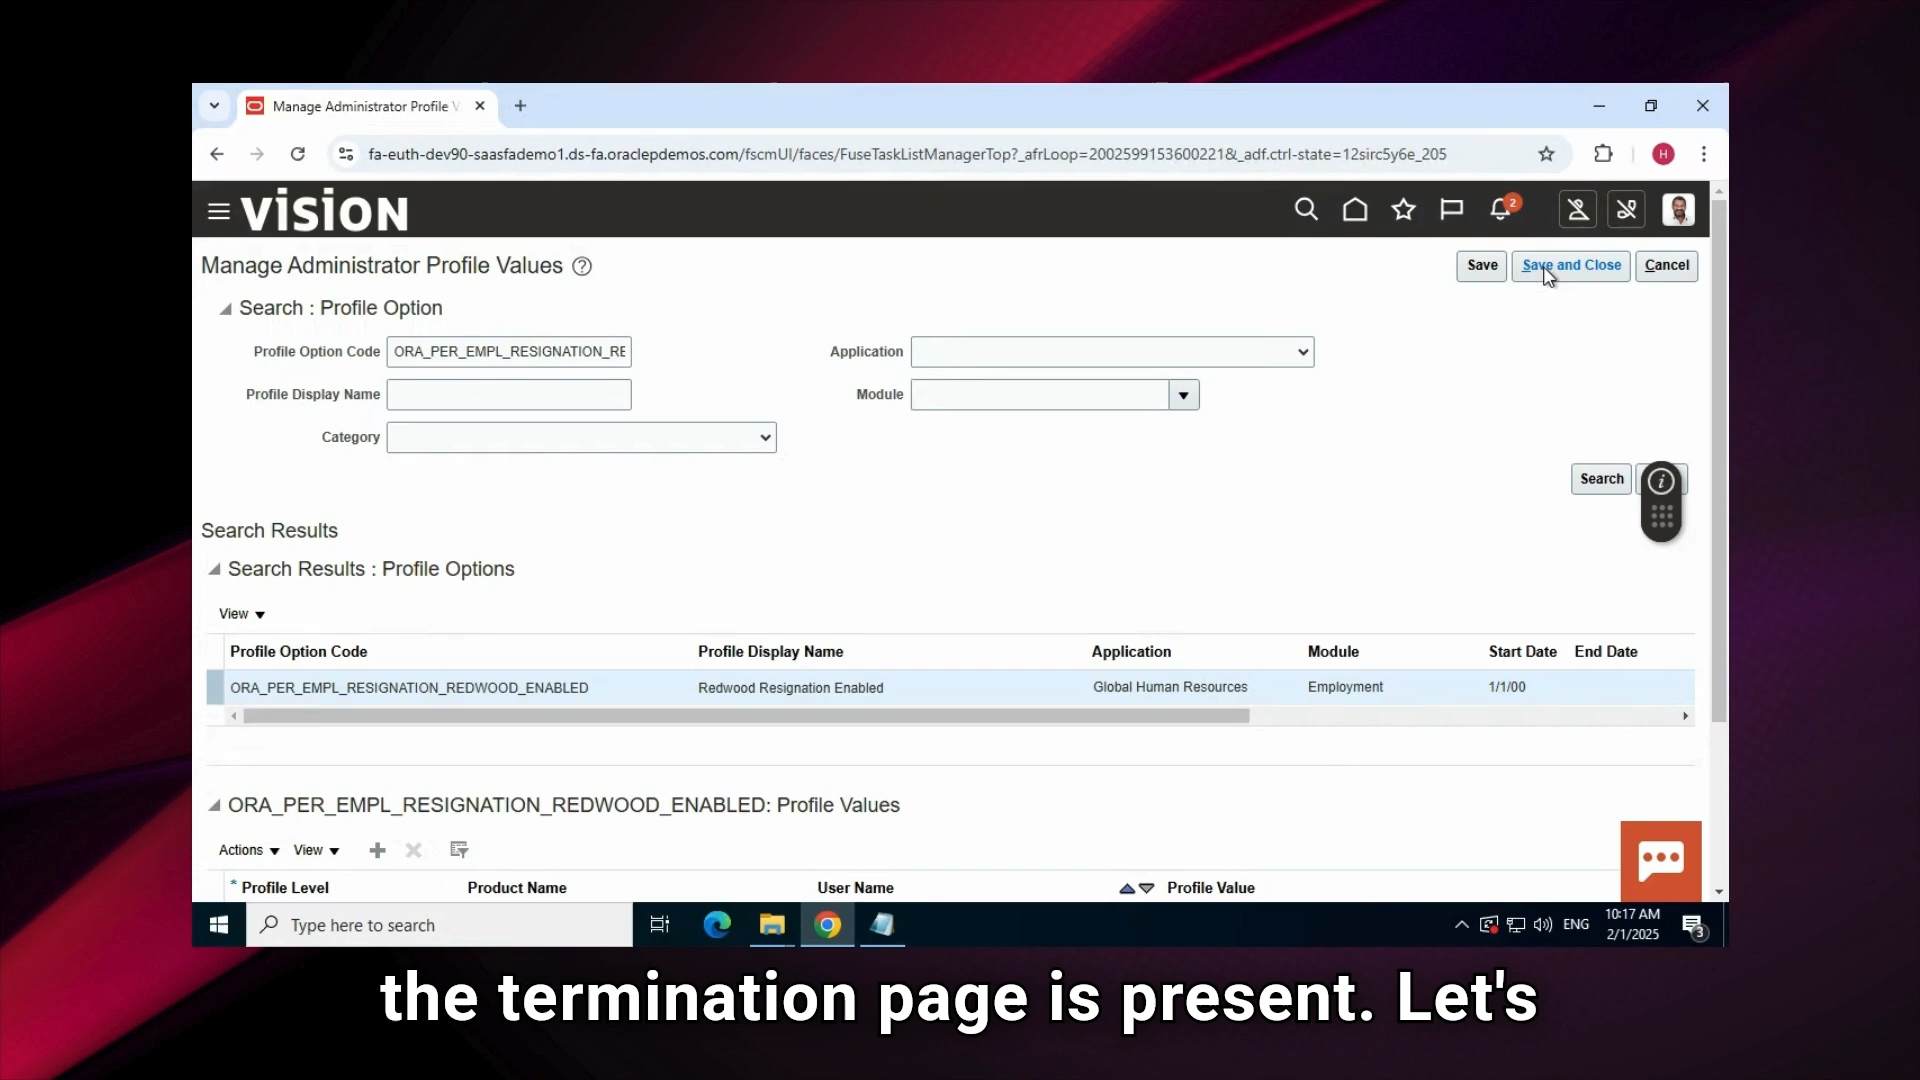 Manage Administrator Profile V
fa-euth-dev90-saasfademo1.ds-fa.oraclepdemos.com/fscmUI/faces/FuseTaskListManagerTop?_afrLoop=2002599153600221&_adf.ctrl-state=12sirc5y6e_205
H
VISION
2
Manage Administrator Profile Values
Save
Save and Close
Cancel
Search : Profile Option
Profile Option Code ORA_PER_EMPL_RESIGNATION_RE
Application
Profile Display Name
Module
Category
Search
Search Results
Search Results : Profile Options
View
Profile Option Code Profile Display Name Application Module Start Date End Date
ORA_PER_EMPL_RESIGNATION_REDWOOD_ENABLED Redwood Resignation Enabled Global Human Resources Employment 1/1/00
ORA_PER_EMPL_RESIGNATION_REDWOOD_ENABLED: Profile Values
Actions View
* Profile Level Product Name User Name Profile Value
Type here to search
ENG
10:17 AM
2/1/2025
3
the termination page is present. Let's